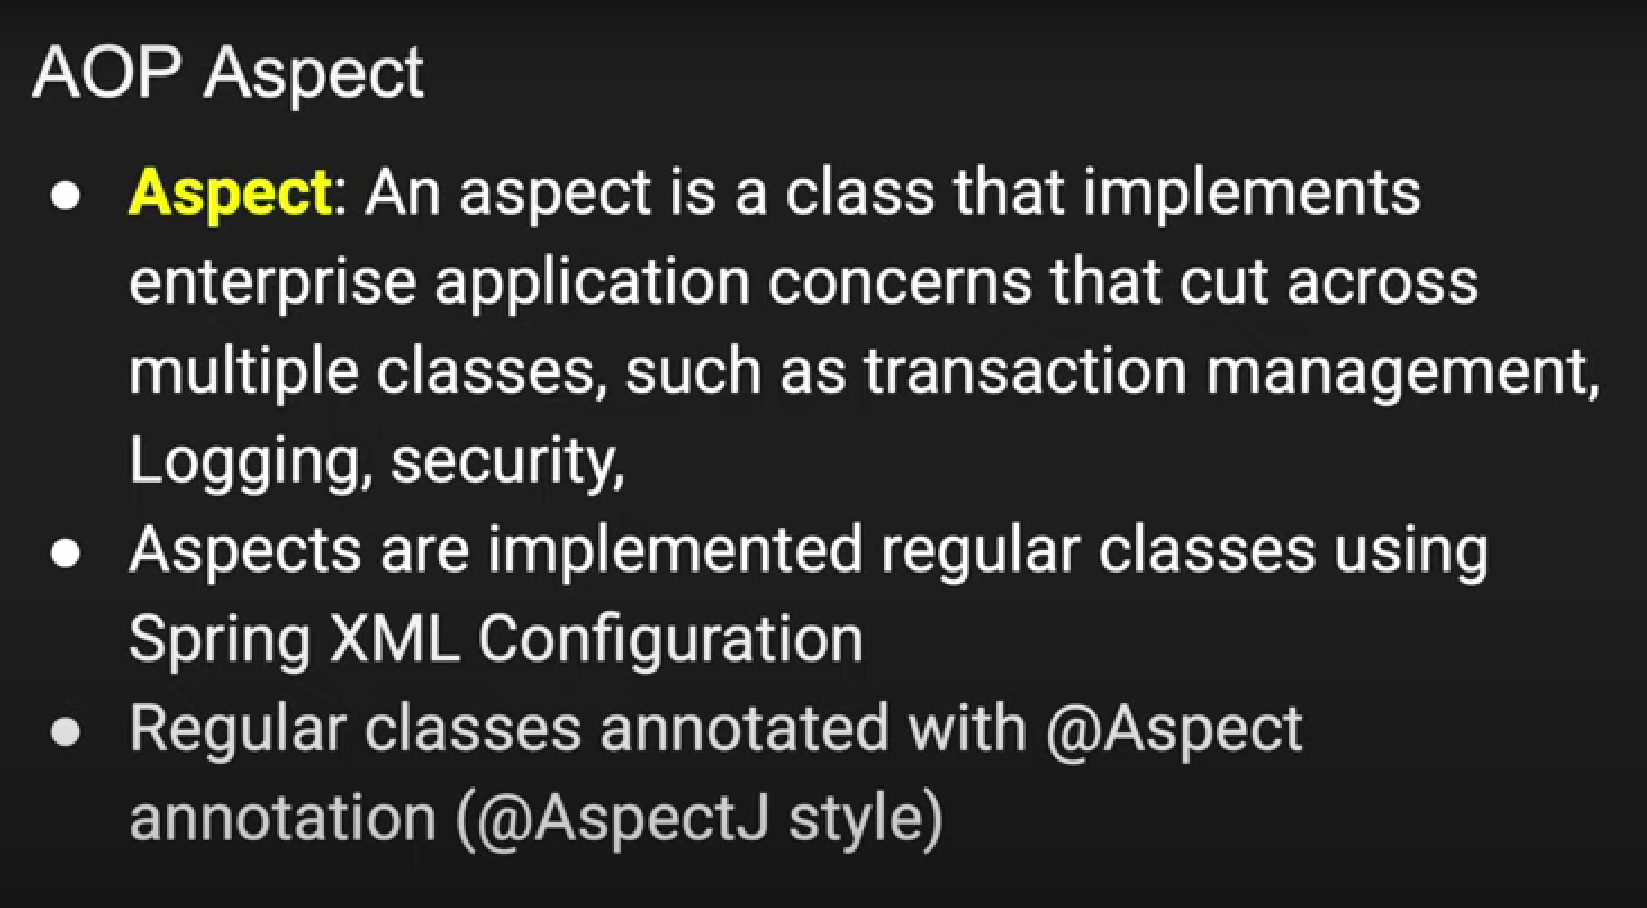 AOP Aspect
● Aspect: An aspect is a class that implements
enterprise application concerns that cut across
multiple classes, such as transaction management,
Logging, security,
● Aspects are implemented regular classes using
Spring XML Configuration
● Regular classes annotated with @Aspect
annotation (@AspectJ style)